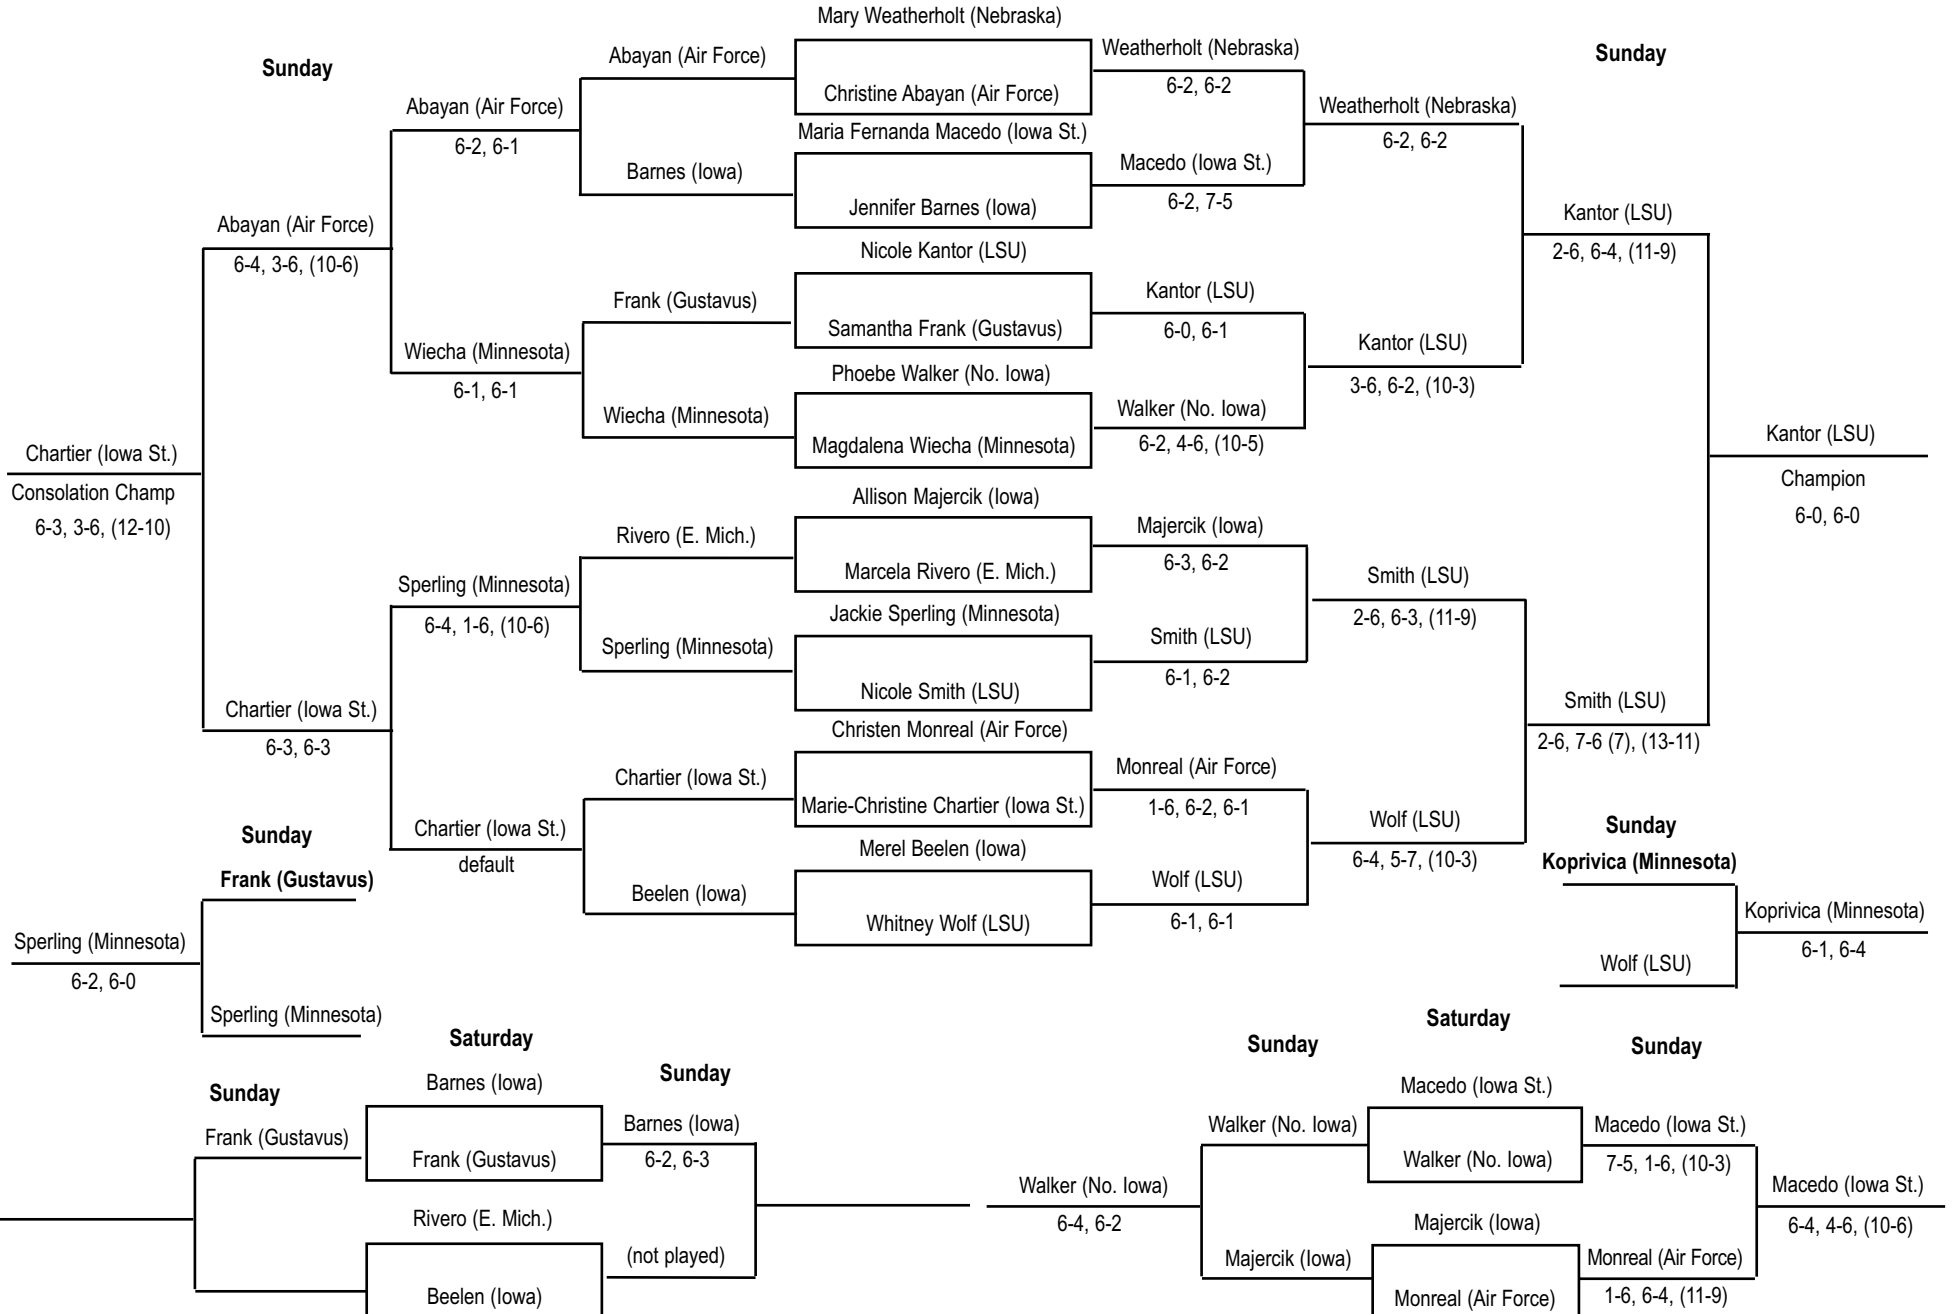 Mary Weatherholt (Nebraska)
Sunday
Abayan (Air Force)
Weatherholt (Nebraska)
Sunday
Christine Abayan (Air Force)
6-2, 6-2
Abayan (Air Force)
Weatherholt (Nebraska)
6-2, 6-1
Maria Fernanda Macedo (Iowa St.)
6-2, 6-2
Barnes (Iowa)
Macedo (Iowa St.)
Jennifer Barnes (Iowa)
6-2, 7-5
Abayan (Air Force)
Kantor (LSU)
6-4, 3-6, (10-6)
Nicole Kantor (LSU)
2-6, 6-4, (11-9)
Frank (Gustavus)
Kantor (LSU)
Samantha Frank (Gustavus)
6-0, 6-1
Wiecha (Minnesota)
Kantor (LSU)
6-1, 6-1
Phoebe Walker (No. Iowa)
3-6, 6-2, (10-3)
Wiecha (Minnesota)
Walker (No. Iowa)
Magdalena Wiecha (Minnesota)
6-2, 4-6, (10-5)
Chartier (Iowa St.)
Kantor (LSU)
Consolation Champ
Champion
6-3, 3-6, (12-10)
6-0, 6-0
Allison Majercik (Iowa)
Rivero (E. Mich.)
Majercik (Iowa)
Marcela Rivero (E. Mich.)
6-3, 6-2
Sperling (Minnesota)
Smith (LSU)
6-4, 1-6, (10-6)
Jackie Sperling (Minnesota)
2-6, 6-3, (11-9)
Sperling (Minnesota)
Smith (LSU)
Nicole Smith (LSU)
6-1, 6-2
Chartier (Iowa St.)
Smith (LSU)
6-3, 6-3
Christen Monreal (Air Force)
2-6, 7-6 (7), (13-11)
Chartier (Iowa St.)
Monreal (Air Force)
Marie-Christine Chartier (Iowa St.)
1-6, 6-2, 6-1
Sunday
Chartier (Iowa St.)
Wolf (LSU)
Sunday
default
Merel Beelen (Iowa)
6-4, 5-7, (10-3)
Koprivica (Minnesota)
Frank (Gustavus)
Beelen (Iowa)
Wolf (LSU)
Whitney Wolf (LSU)
6-1, 6-1
Koprivica (Minnesota)
Sperling (Minnesota)
6-1, 6-4
6-2, 6-0
Wolf (LSU)
Sperling (Minnesota)
Saturday
Sunday
Sunday
Barnes (Iowa)
Frank (Gustavus)
Barnes (Iowa)
Frank (Gustavus)
6-2, 6-3
Rivero (E. Mich.)
(not played)
Beelen (Iowa)
Saturday
Sunday
Sunday
Macedo (Iowa St.)
Walker (No. Iowa)
Macedo (Iowa St.)
Walker (No. Iowa)
7-5, 1-6, (10-3)
Walker (No. Iowa)
Macedo (Iowa St.)
6-4, 6-2
Majercik (Iowa)
6-4, 4-6, (10-6)
Majercik (Iowa)
Monreal (Air Force)
Monreal (Air Force)
1-6, 6-4, (11-9)